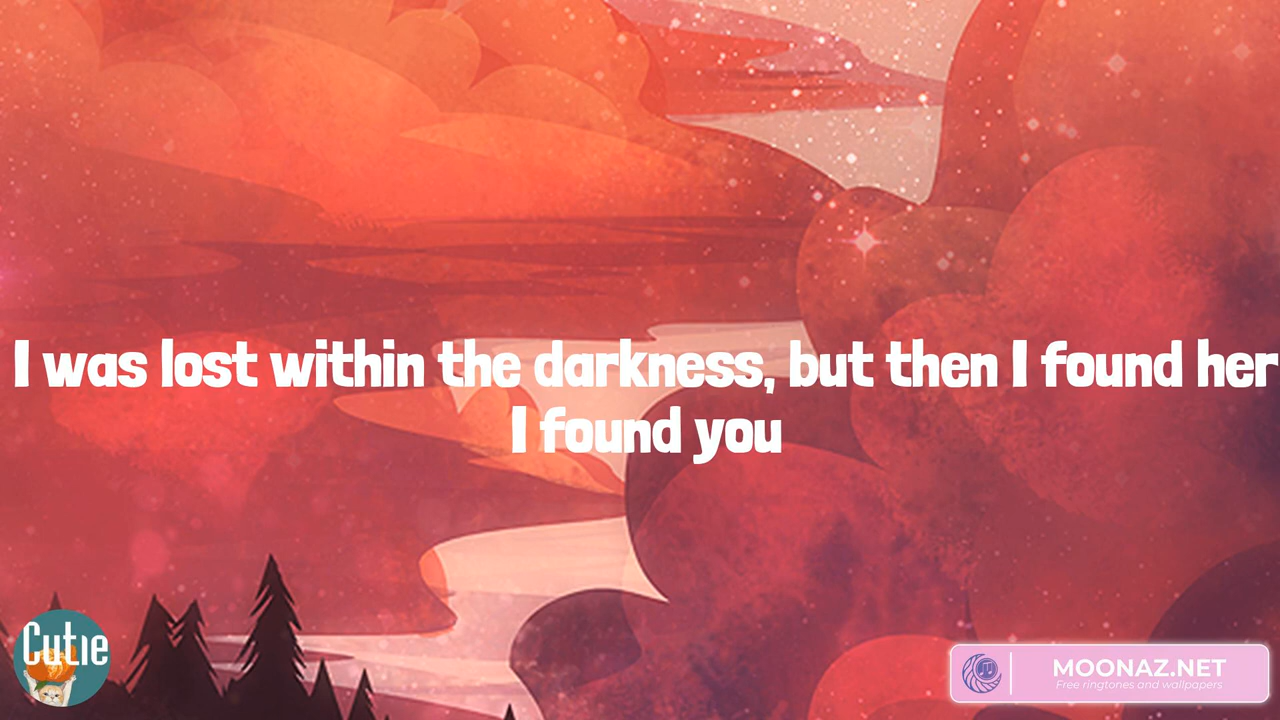 I was lost within the darkness, but then I found her
I found you
Cutie
MOONAZ.NET
Free ringtones and wallpapers